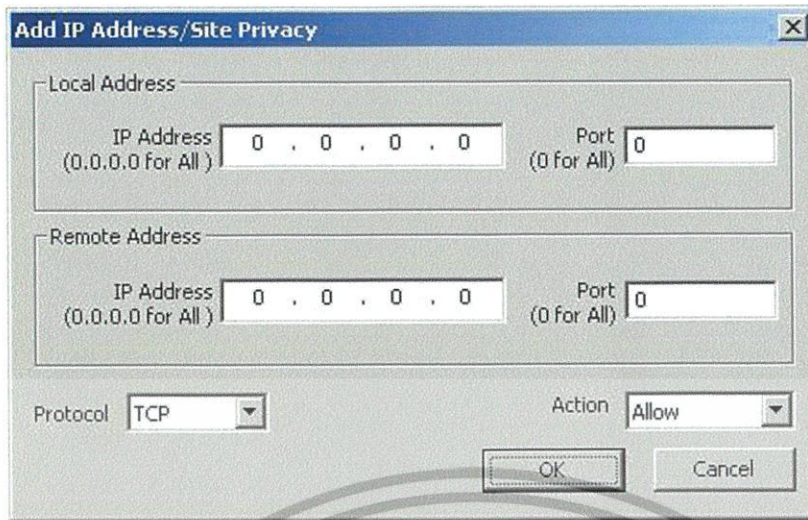 Add IP Address/Site Privacy
Local Address
IP Address
(0.0.0.0 for All )
0 . 0 . 0 . 0
Port
(0 for All)
0
Remote Address
IP Address
(0.0.0.0 for All )
0 . 0 . 0 . 0
Port
(0 for All)
0
Protocol
TCP
Action
Allow
OK
Cancel